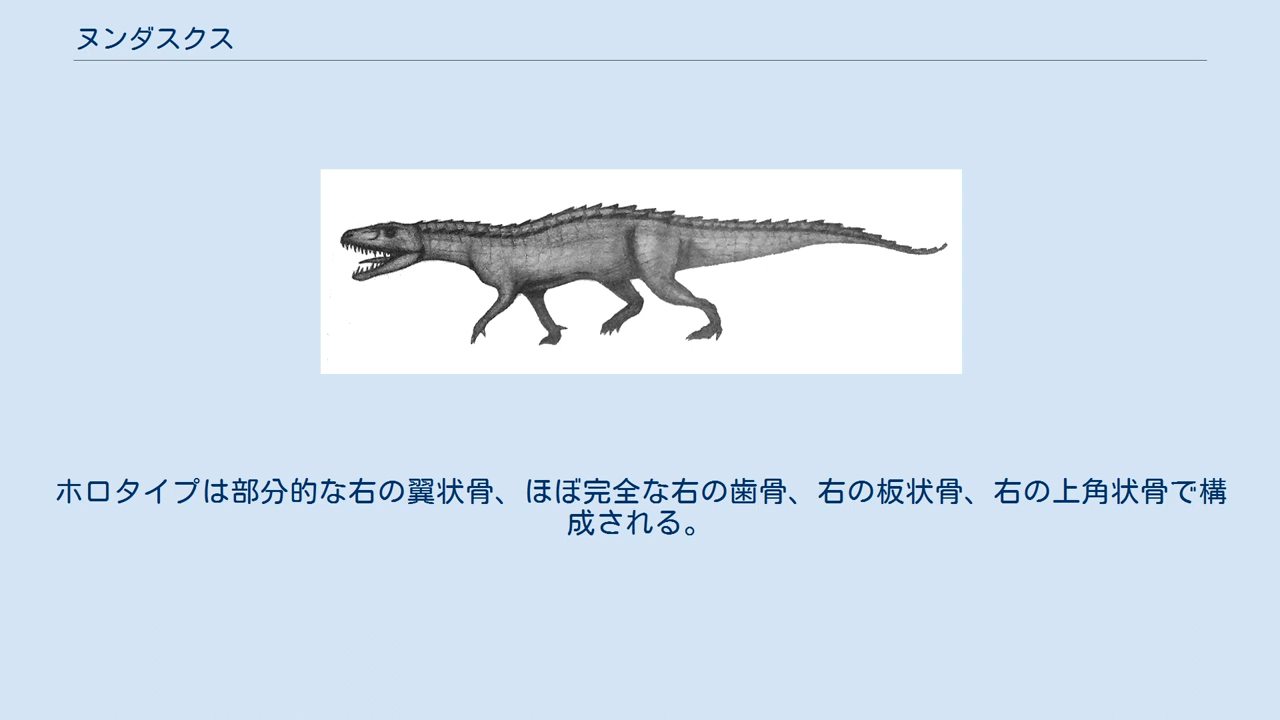 ヌンダスクス
ホロタイプは部分的な右の翼状骨、ほぼ完全な右の歯骨、右の板状骨、右の上角状骨で構
成される。